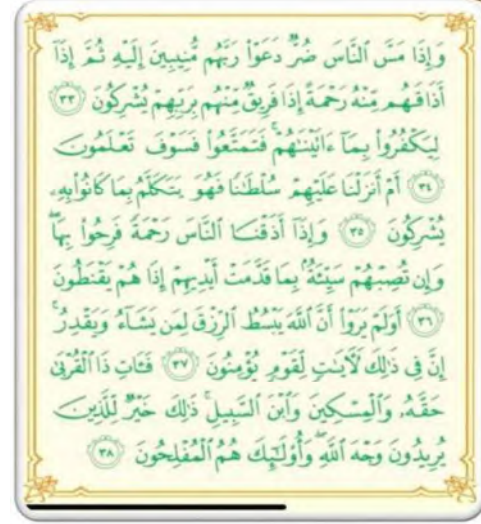 وَإِذَا مَسَّ ٱلنَّاسَ ضُرٌّ دَعَوْا۟ رَبَّهُم مُّنِيبِينَ إِلَيْهِ ثُمَّ إِذَآ
أَذَاقَهُم مِّنْهُ رَحْمَةً إِذَا فَرِيقٌ مِّنْهُم بِرَبِّهِمْ يُشْرِكُونَ ٣٣
لِيَكْفُرُوا۟ بِمَآ ءَاتَيْنَٰهُمْ ۚ فَتَمَتَّعُوا۟ فَسَوْفَ تَعْلَمُونَ
٣٤ أَمْ أَنزَلْنَا عَلَيْهِمْ سُلْطَٰنًا فَهُوَ يَتَكَلَّمُ بِمَا كَانُوا۟ بِهِۦ
يُشْرِكُونَ ٣٥ وَإِذَآ أَذَقْنَا ٱلنَّاسَ رَحْمَةً فَرِحُوا۟ بِهَا ۖ
وَإِن تُصِبْهُمْ سَيِّئَةٌۢ بِمَا قَدَّمَتْ أَيْدِيهِمْ إِذَا هُمْ يَقْنَطُونَ
٣٦ أَوَلَمْ يَرَوْا۟ أَنَّ ٱللَّهَ يَبْسُطُ ٱلرِّزْقَ لِمَن يَشَآءُ وَيَقْدِرُ ۚ
إِنَّ فِى ذَٰلِكَ لَءَايَٰتٍ لِّقَوْمٍ يُؤْمِنُونَ ٣٧ فَـَٔاتِ ذَا ٱلْقُرْبَىٰ
حَقَّهُۥ وَٱلْمِسْكِينَ وَٱبْنَ ٱلسَّبِيلِ ۚ ذَٰلِكَ خَيْرٌ لِّلَّذِينَ
يُرِيدُونَ وَجْهَ ٱللَّهِ ۖ وَأُو۟لَٰٓئِكَ هُمُ ٱلْمُفْلِحُونَ ٣٨